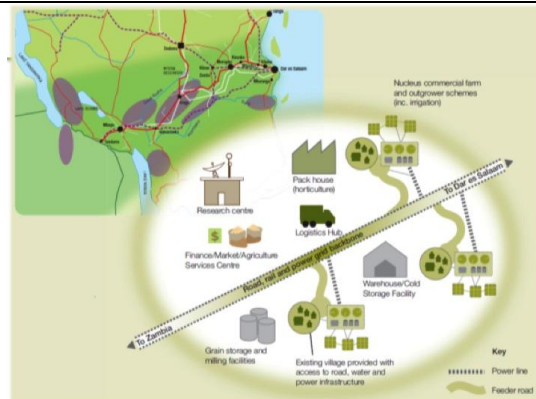 Dodoma
Dar es Salaam
Mbeya
Nucleus commercial farm
and outgrower schemes
(inc. irrigation)
Pack house
(horticulture)
To Dar es Salaam
Research centre
Logistics Hub
$
Finance/Market/Agriculture
Services Centre
Road, rail and power grid backbone
Warehouse/Cold
Storage Facility
To Zambia
Grain storage and
milling facilities
Existing village provided with
access to road, water and
power infrastructure
Key
Power line
Feeder road